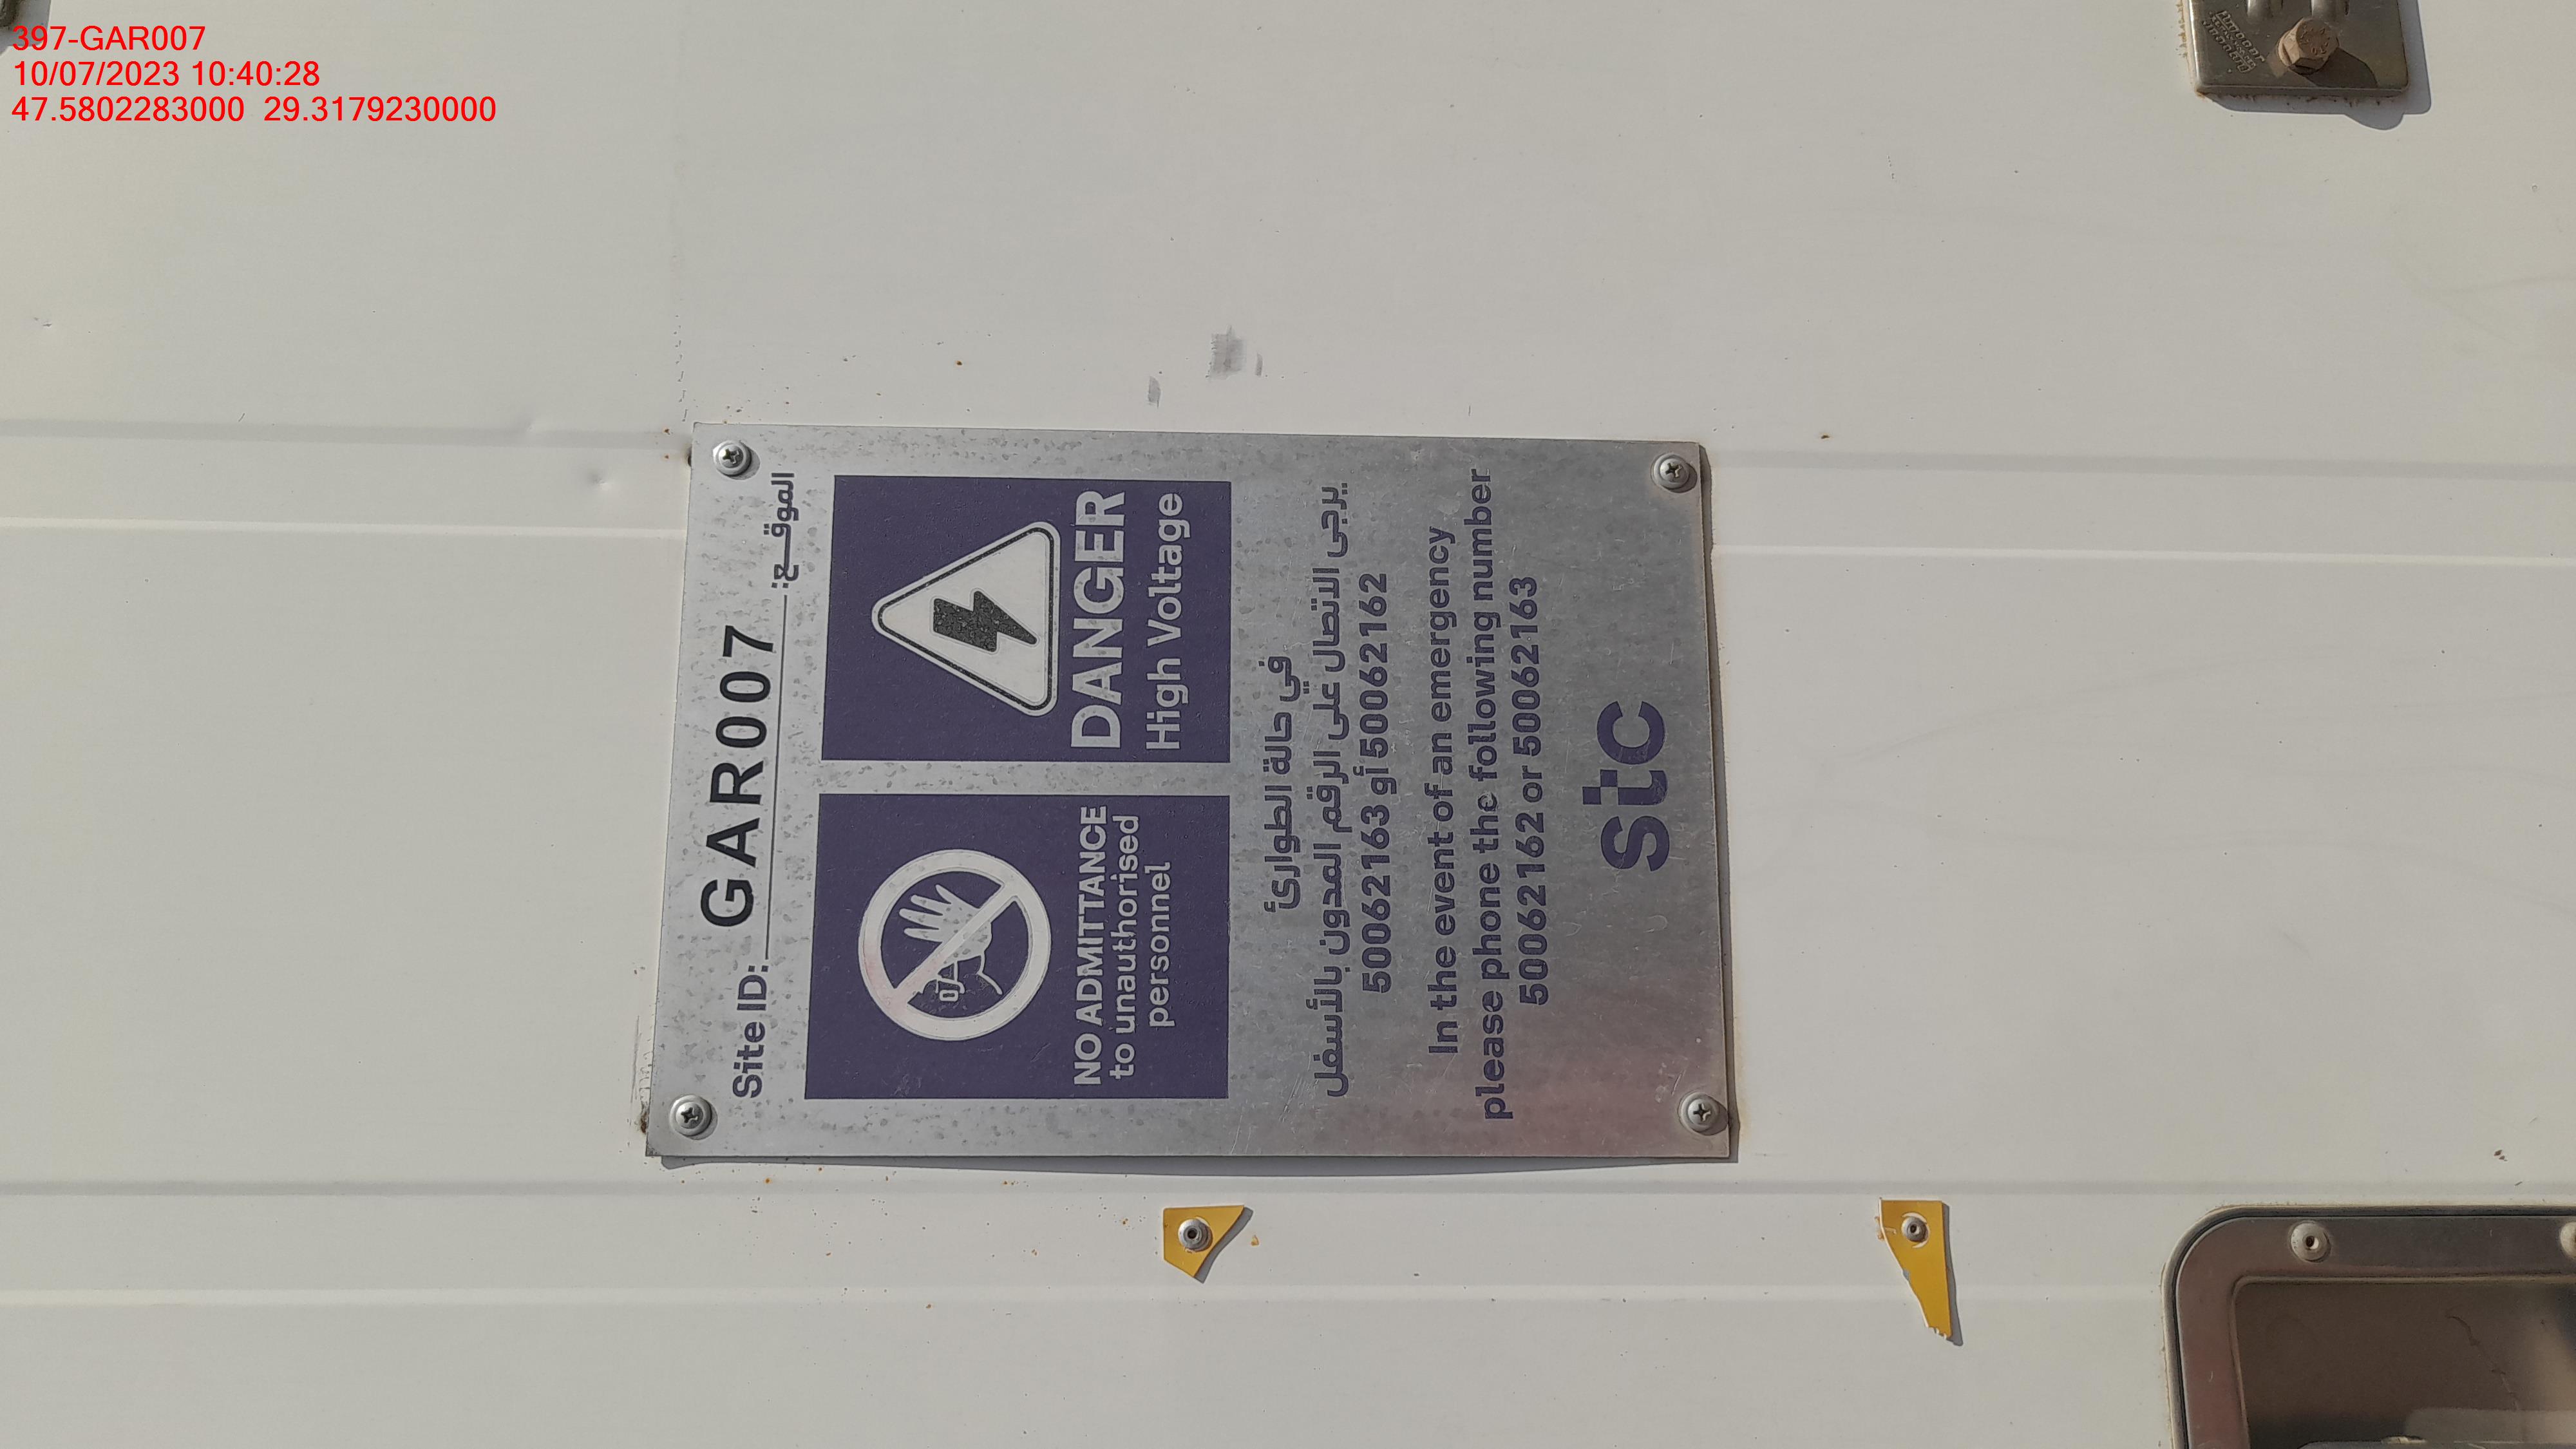 397-GAR007
10/07/2023 10:40:28
47.5802283000 29.3179230000
Site ID: GAR007 الموقع:
NO ADMITTANCE
to unauthorised
personnel
DANGER
High Voltage
في حالة الطوارئ
يرجى الاتصال على الرقم المدون بالأسفل
50062163 أو 50062162
In the event of an emergency
please phone the following number
50062162 or 50062163
stc